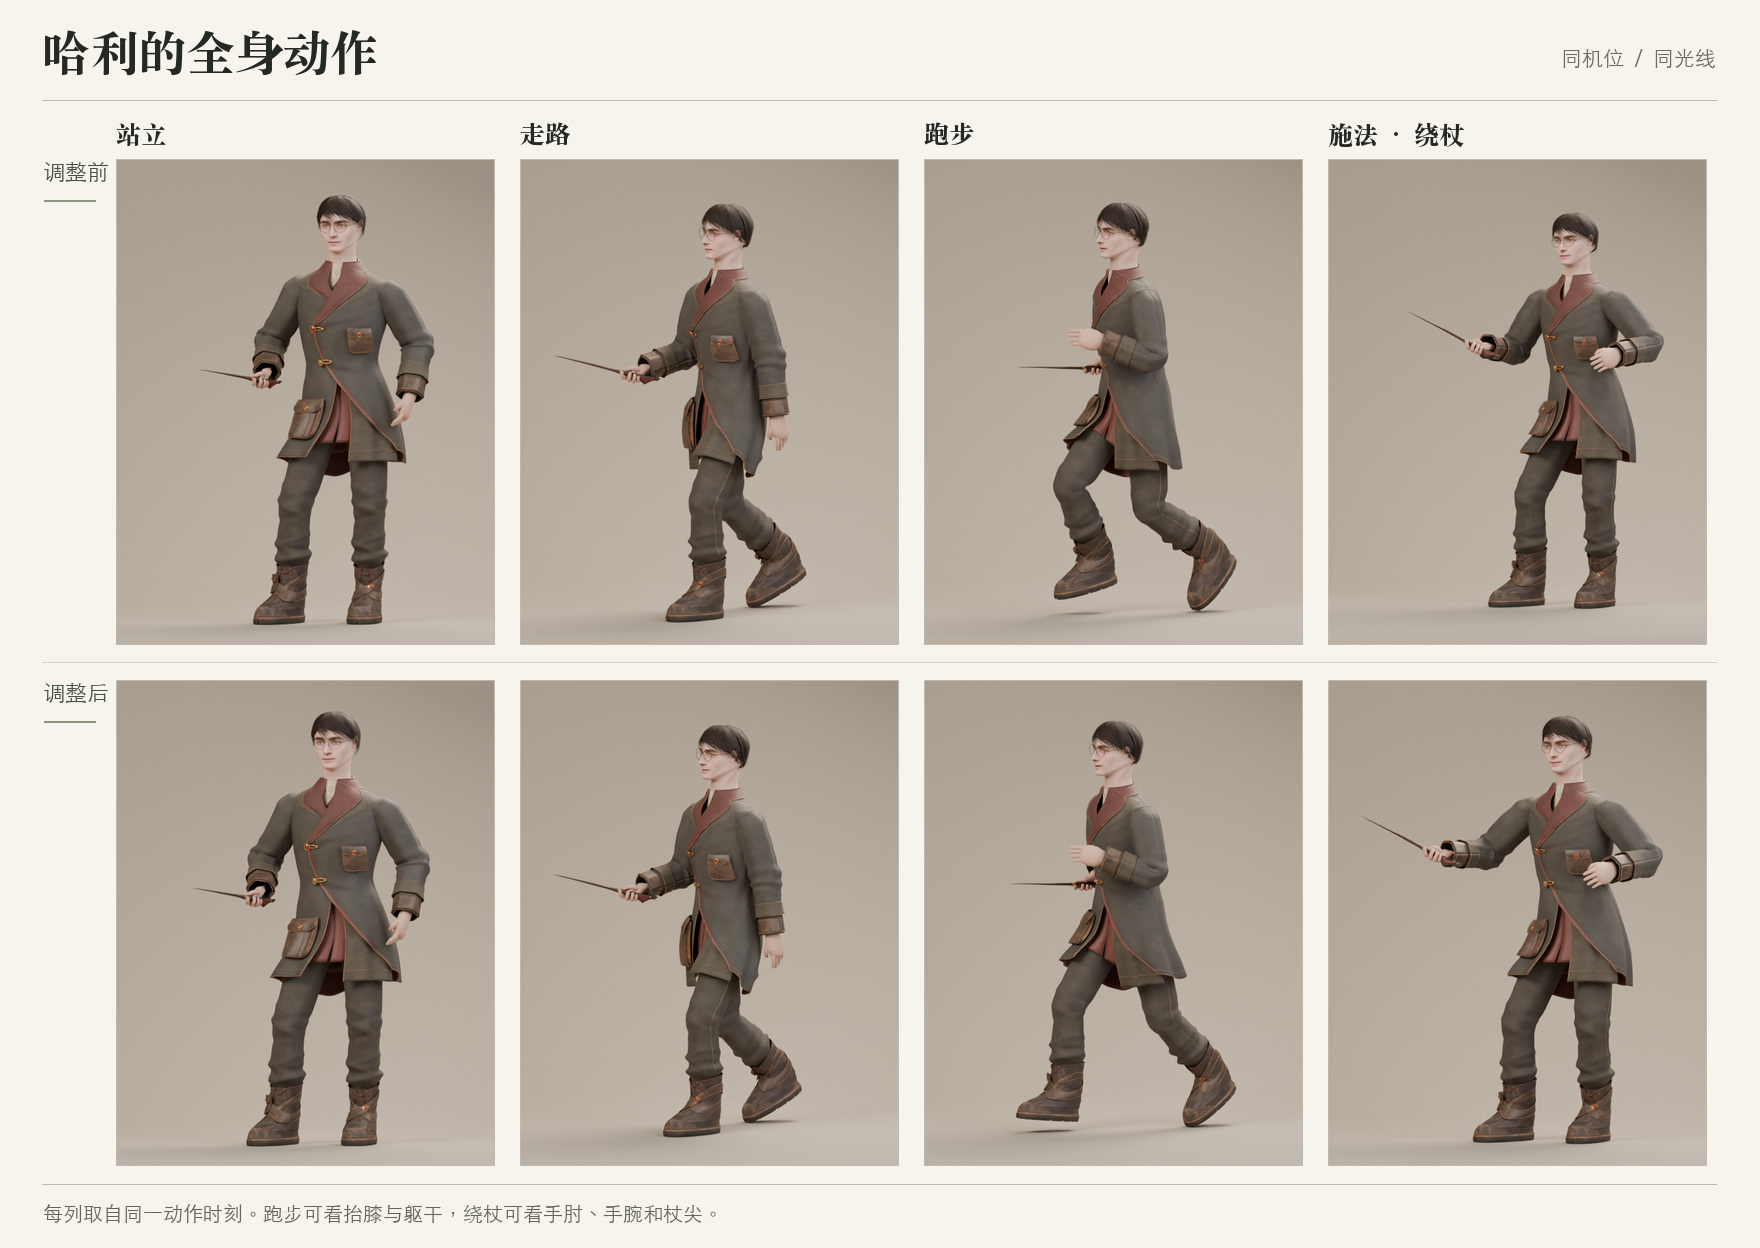 哈利的全身动作
同机位 / 同光线
站立
走路
跑步
施法 · 绕杖
调整前
调整后
每列取自同一动作时刻。跑步可看抬膝与躯干，绕杖可看手肘、手腕和杖尖。